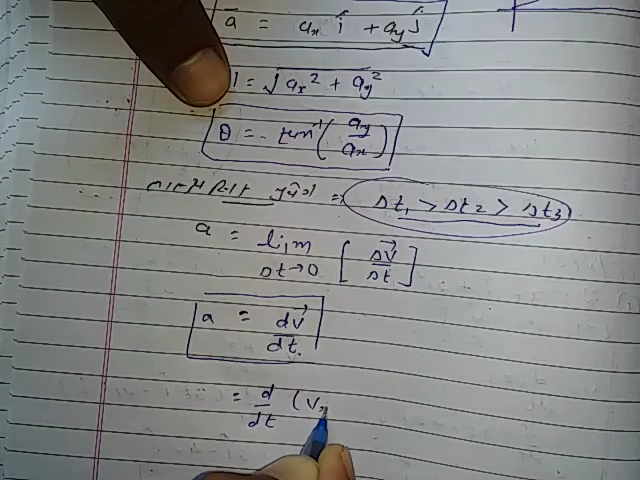 a⃗ = aₓ î + a_y ĵ
| = √(aₓ² + a_y²)
θ = tan⁻¹ (a_y / aₓ)
= Δt₁ > Δt₂ > Δt₃
a = lim Δt→0 [Δv⃗ / Δt]
a = dv⃗ / dt
= d/dt (vₓ